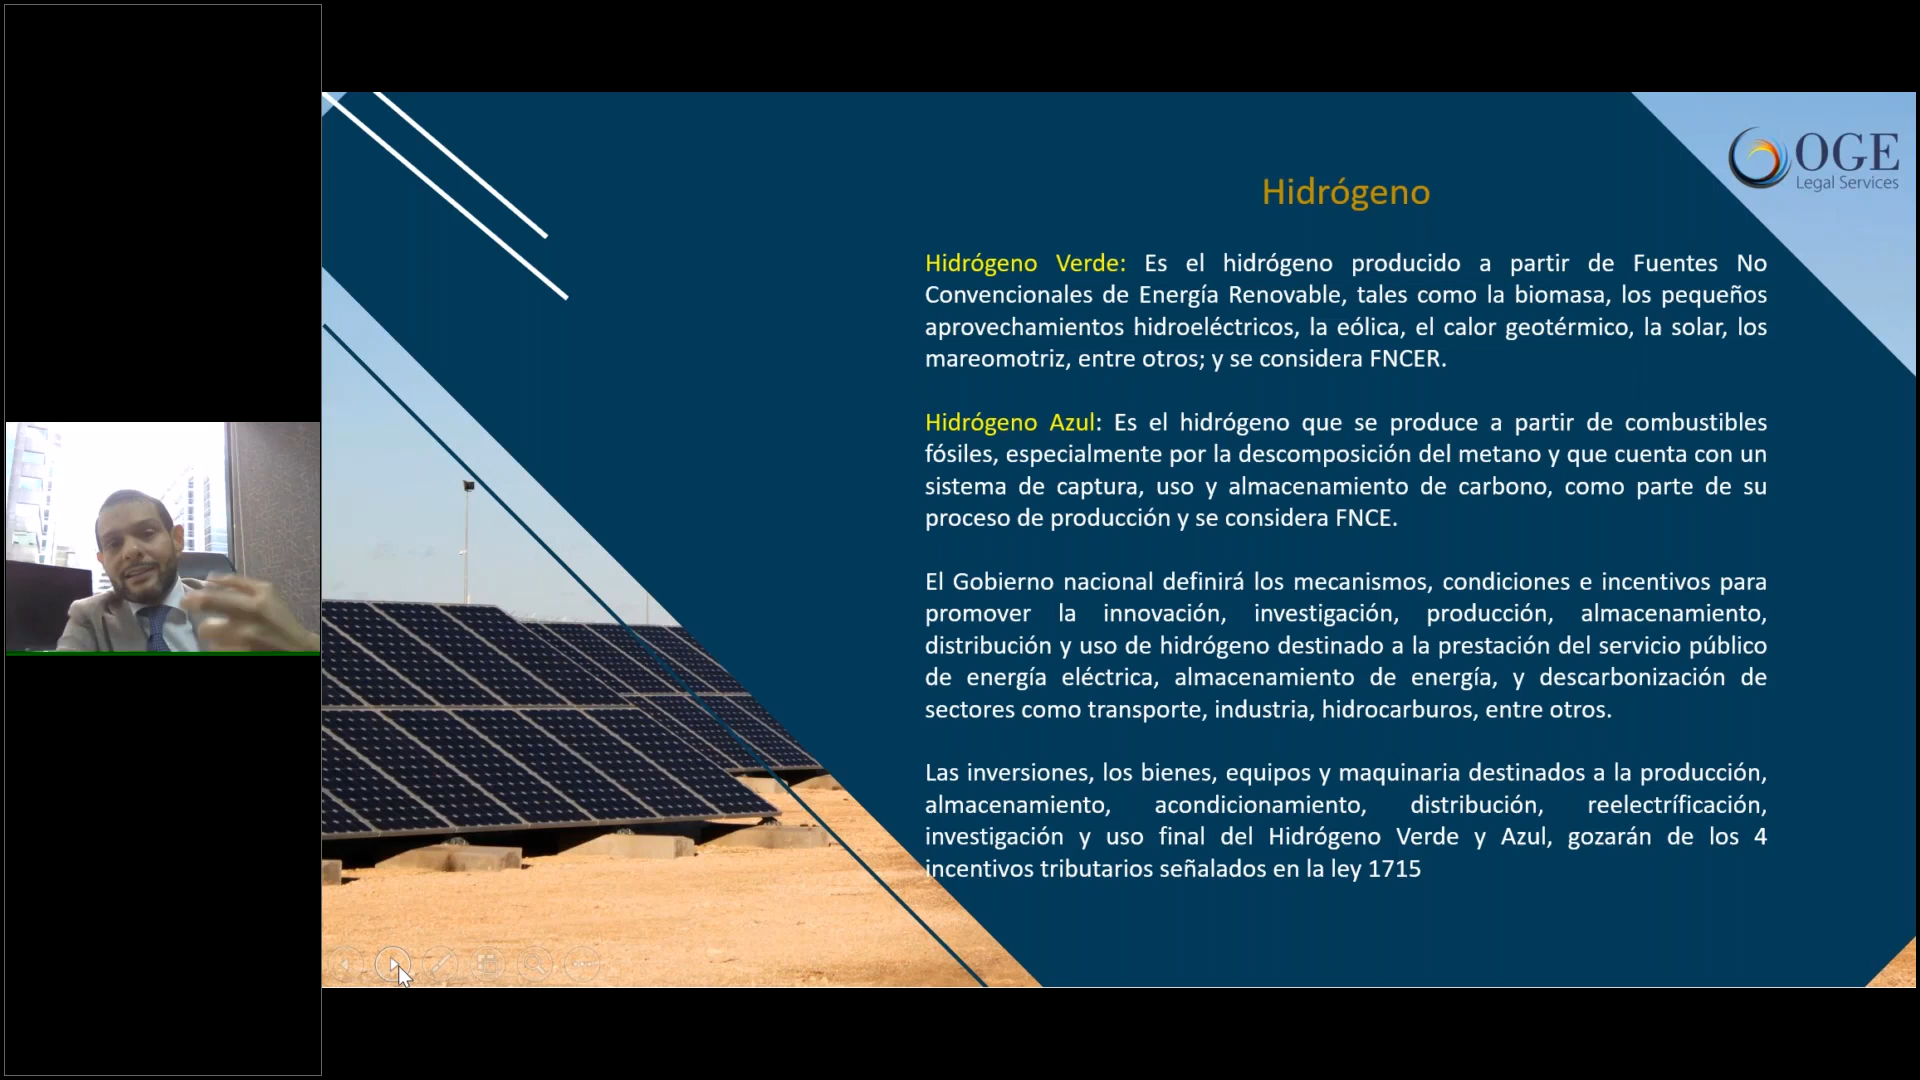 OGE
Legal Services
Hidrógeno
Hidrógeno Verde: Es el hidrógeno producido a partir de Fuentes No
Convencionales de Energía Renovable, tales como la biomasa, los pequeños
aprovechamientos hidroeléctricos, la eólica, el calor geotérmico, la solar, los
mareomotriz, entre otros; y se considera FNCER.
Hidrógeno Azul: Es el hidrógeno que se produce a partir de combustibles
fósiles, especialmente por la descomposición del metano y que cuenta con un
sistema de captura, uso y almacenamiento de carbono, como parte de su
proceso de producción y se considera FNCE.
El Gobierno nacional definirá los mecanismos, condiciones e incentivos para
promover la innovación, investigación, producción, almacenamiento,
distribución y uso de hidrógeno destinado a la prestación del servicio público
de energía eléctrica, almacenamiento de energía, y descarbonización de
sectores como transporte, industria, hidrocarburos, entre otros.
Las inversiones, los bienes, equipos y maquinaria destinados a la producción,
almacenamiento, acondicionamiento, distribución, reelectríficación,
investigación y uso final del Hidrógeno Verde y Azul, gozarán de los 4
incentivos tributarios señalados en la ley 1715